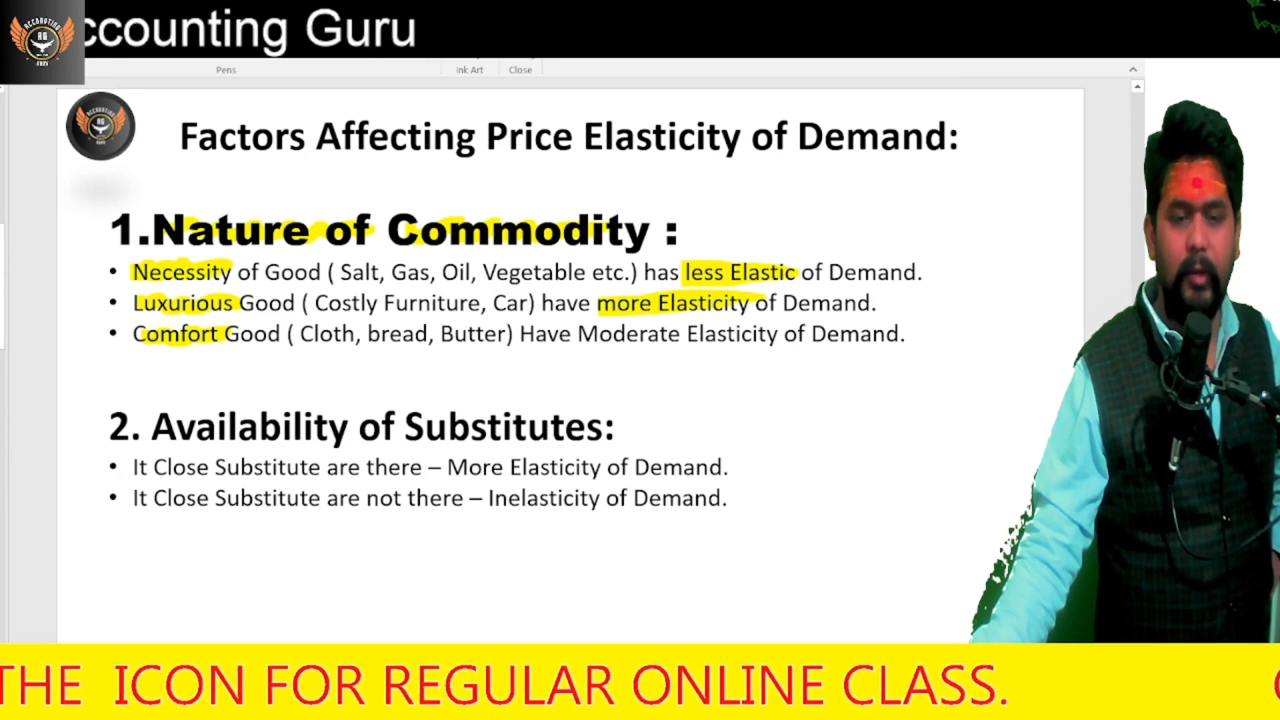 ccounting Guru
Pens
Ink Art
Close
Factors Affecting Price Elasticity of Demand:
1.Nature of Commodity :
• Necessity of Good ( Salt, Gas, Oil, Vegetable etc.) has less Elastic of Demand.
• Luxurious Good ( Costly Furniture, Car) have more Elasticity of Demand.
• Comfort Good ( Cloth, bread, Butter) Have Moderate Elasticity of Demand.
2. Availability of Substitutes:
• It Close Substitute are there – More Elasticity of Demand.
• It Close Substitute are not there – Inelasticity of Demand.
THE ICON FOR REGULAR ONLINE CLASS.